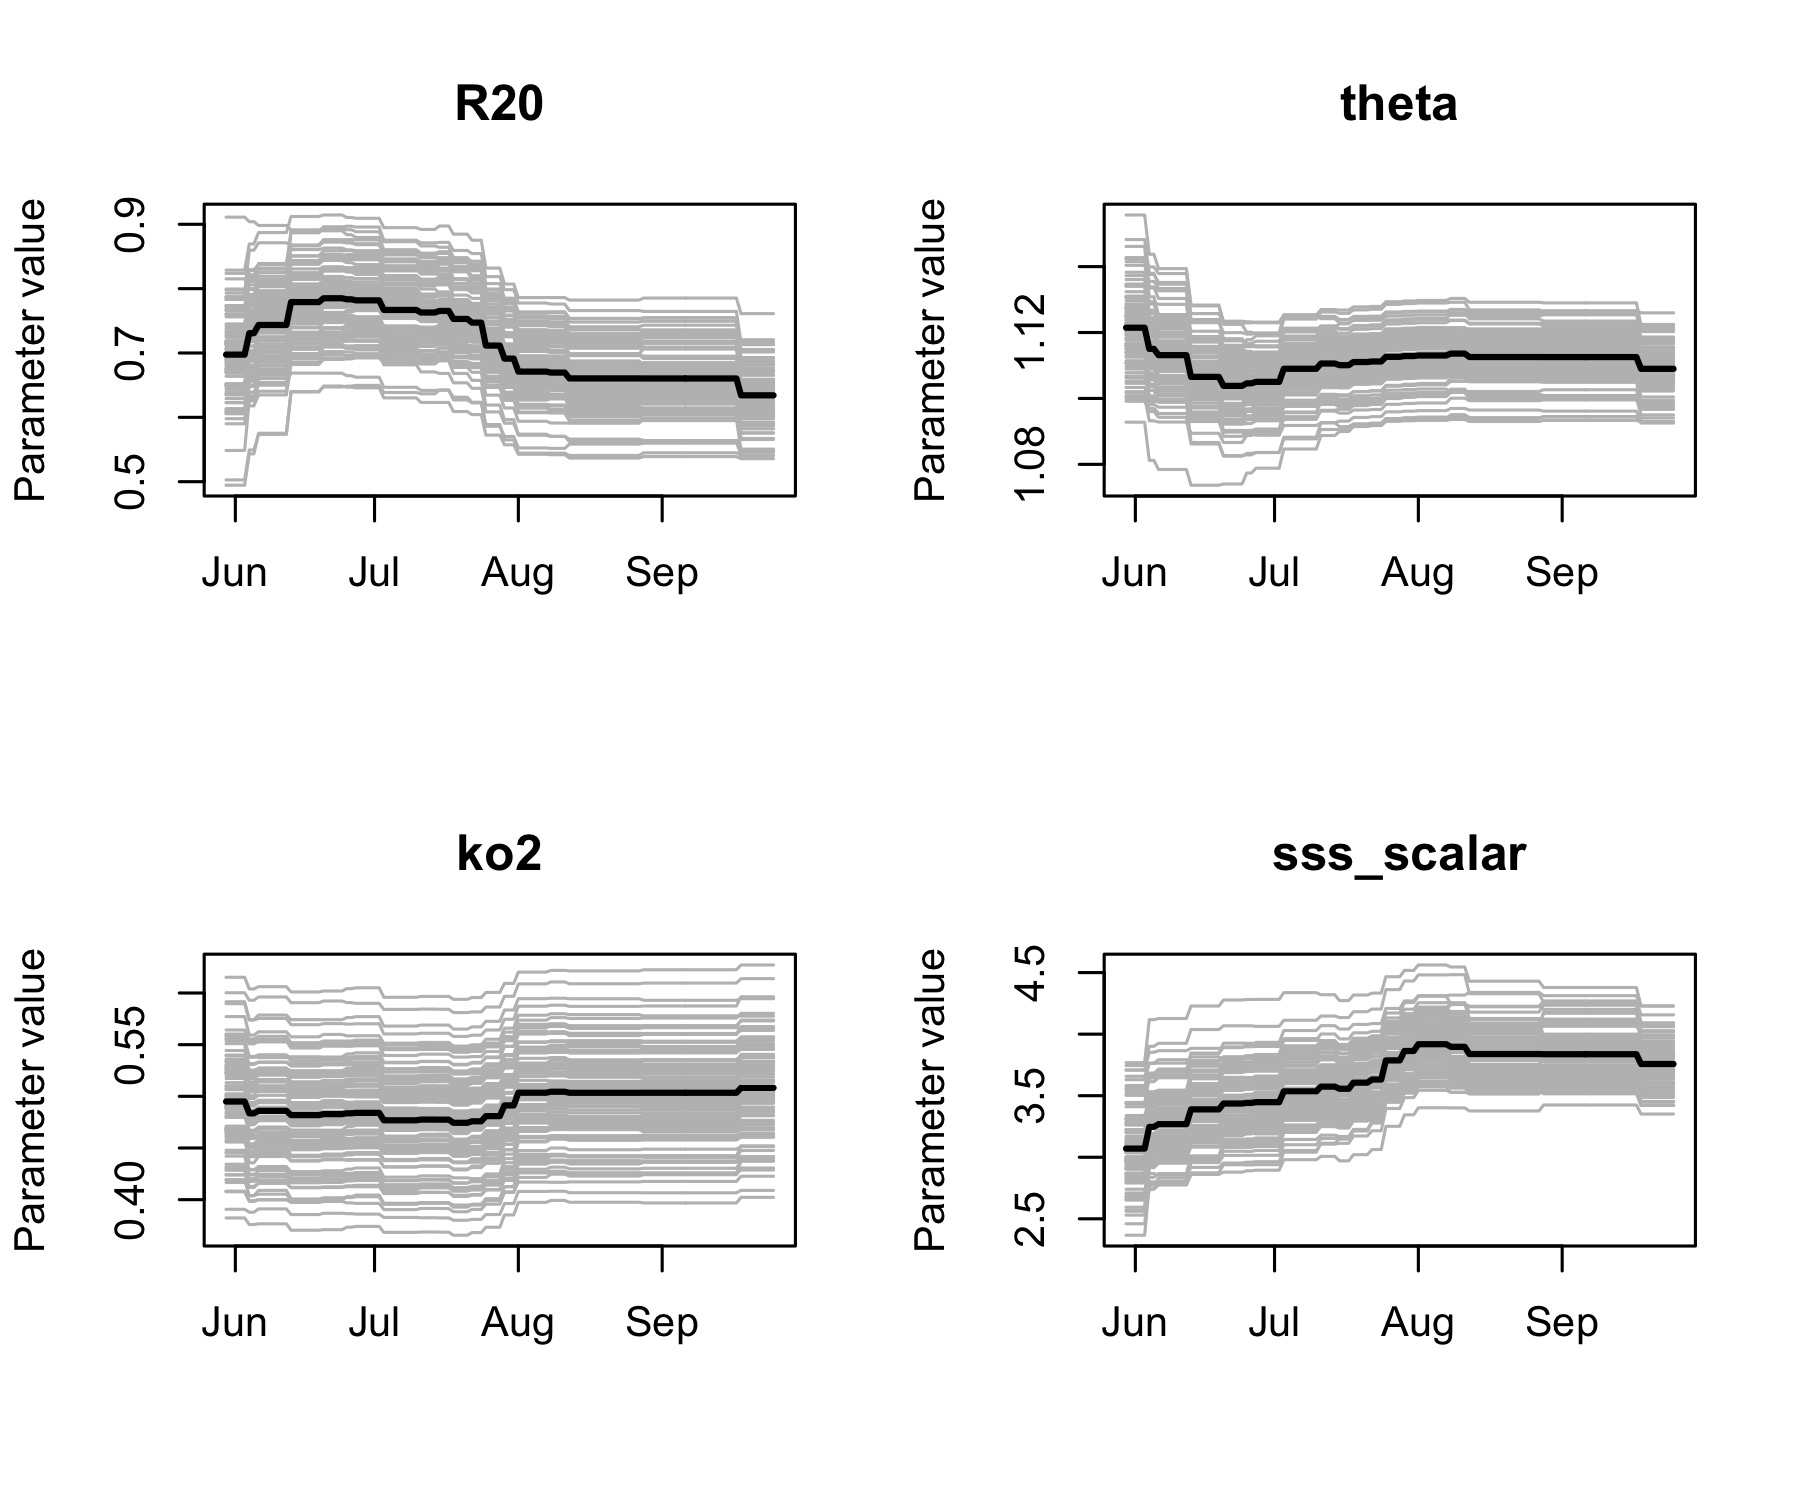 R20
Parameter value
0.5 0.7 0.9
Jun Jul Aug Sep
theta
Parameter value
1.08 1.12
Jun Jul Aug Sep
ko2
Parameter value
0.40 0.55
Jun Jul Aug Sep
sss_scalar
Parameter value
2.5 3.5 4.5
Jun Jul Aug Sep